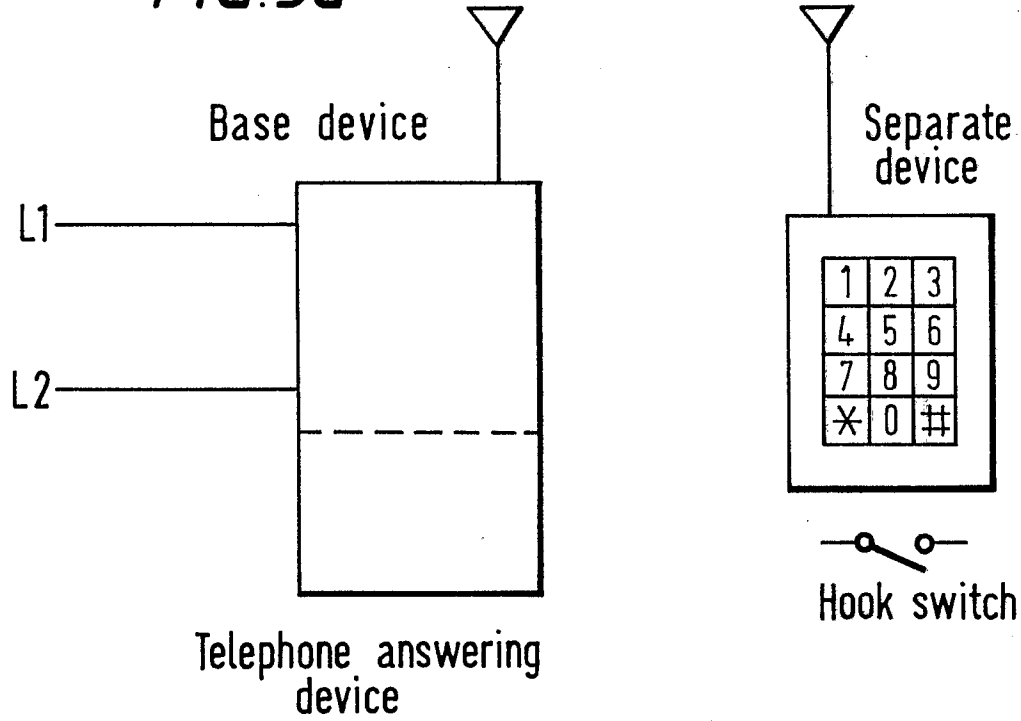 Base device
Separate
device
L1
L2
1 2 3
4 5 6
7 8 9
* 0 #
Hook switch
Telephone answering
device